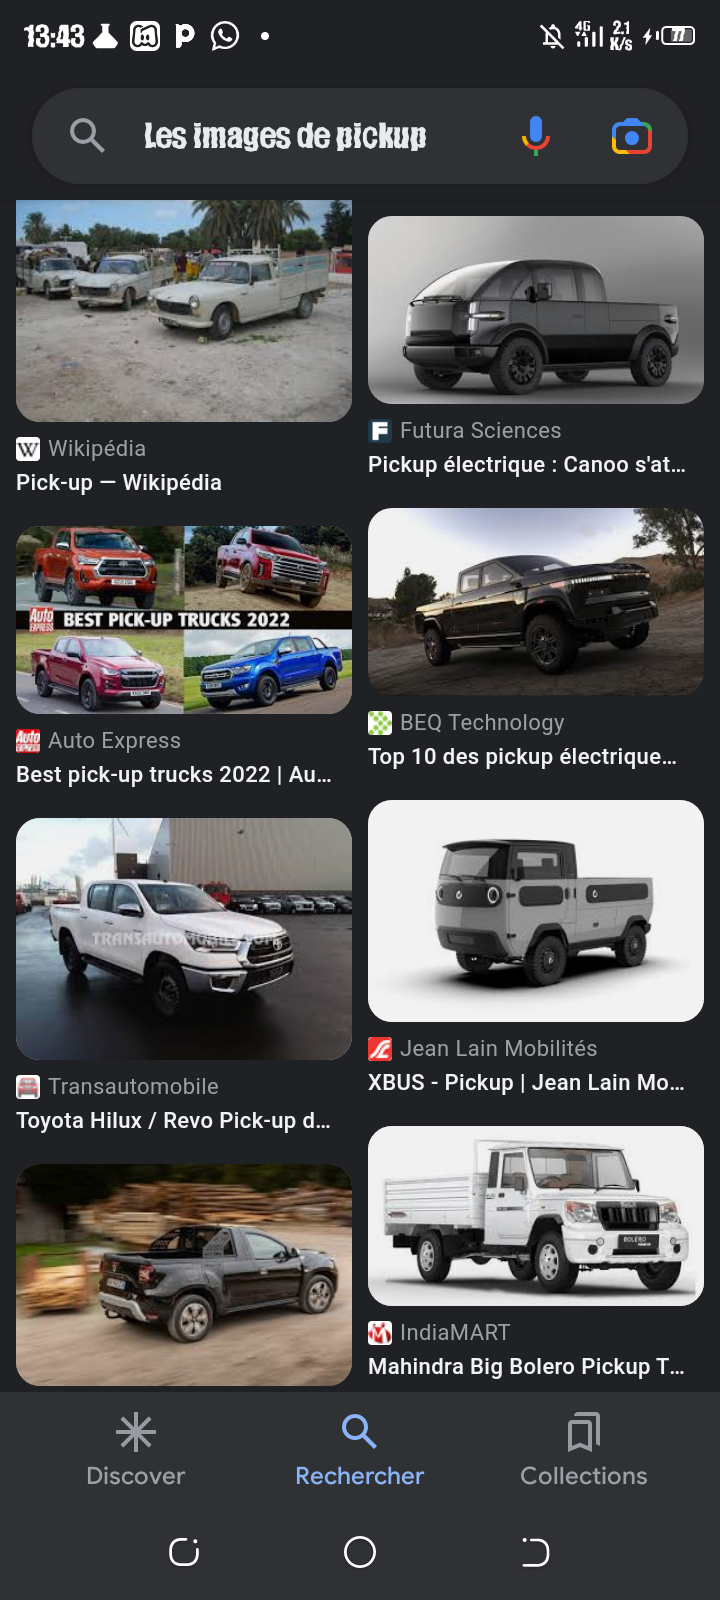 13:43
4G
2.1
K/s
77
Les images de pickup
W Wikipédia
Pick-up — Wikipédia
F Futura Sciences
Pickup électrique : Canoo s'at...
Auto
EXPRESS
BEST PICK-UP TRUCKS 2022
Auto Express
Best pick-up trucks 2022 | Au...
BEQ Technology
Top 10 des pickup électrique...
TRANSAUTOMOBILE.COM
Transautomobile
Toyota Hilux / Revo Pick-up d...
Jean Lain Mobilités
XBUS - Pickup | Jean Lain Mo...
BOLERO
IndiaMART
Mahindra Big Bolero Pickup T...
Discover
Rechercher
Collections